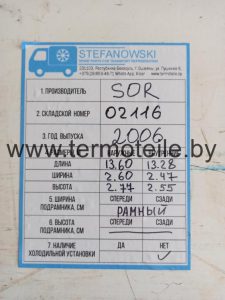 STEFANOWSKI
1. ПРОИЗВОДИТЕЛЬ SOR
2. СКЛАДСКОЙ НОМЕР 02116
3. ГОД ВЫПУСКА 2006
www.termotente.by
ДЛИНА 13.60 13.28
ШИРИНА 2.60 2.47
ВЫСОТА 2.77 2.55
5. ШИРИНА ПОДРАМНИКА, СМ СПЕРЕДИ СЗАДИ
РАМНЫЙ
6. ВЫСОТА ПОДРАМНИКА, СМ СПЕРЕДИ СЗАДИ
7. НАЛИЧИЕ ХОЛОДИЛЬНОЙ УСТАНОВКИ ДА НЕТ